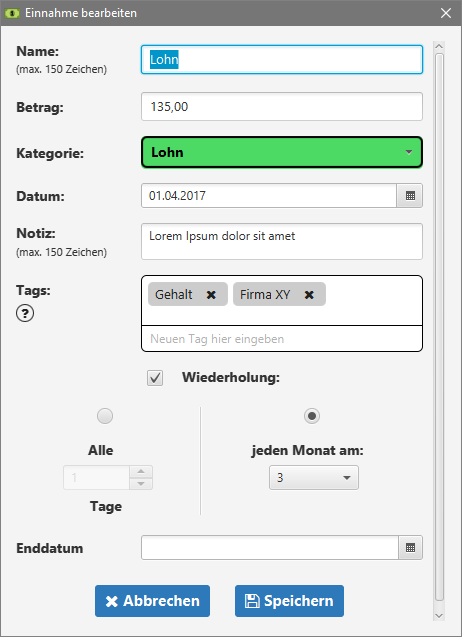 Einnahme bearbeiten
Name:
(max. 150 Zeichen)
Lohn
Betrag:
135,00
Kategorie:
Lohn
Datum:
01.04.2017
Notiz:
(max. 150 Zeichen)
Lorem Ipsum dolor sit amet
Tags:
?
Gehalt ✖ Firma XY ✖
Neuen Tag hier eingeben
Wiederholung:
Alle
1
Tage
jeden Monat am:
3
Enddatum
Abbrechen Speichern